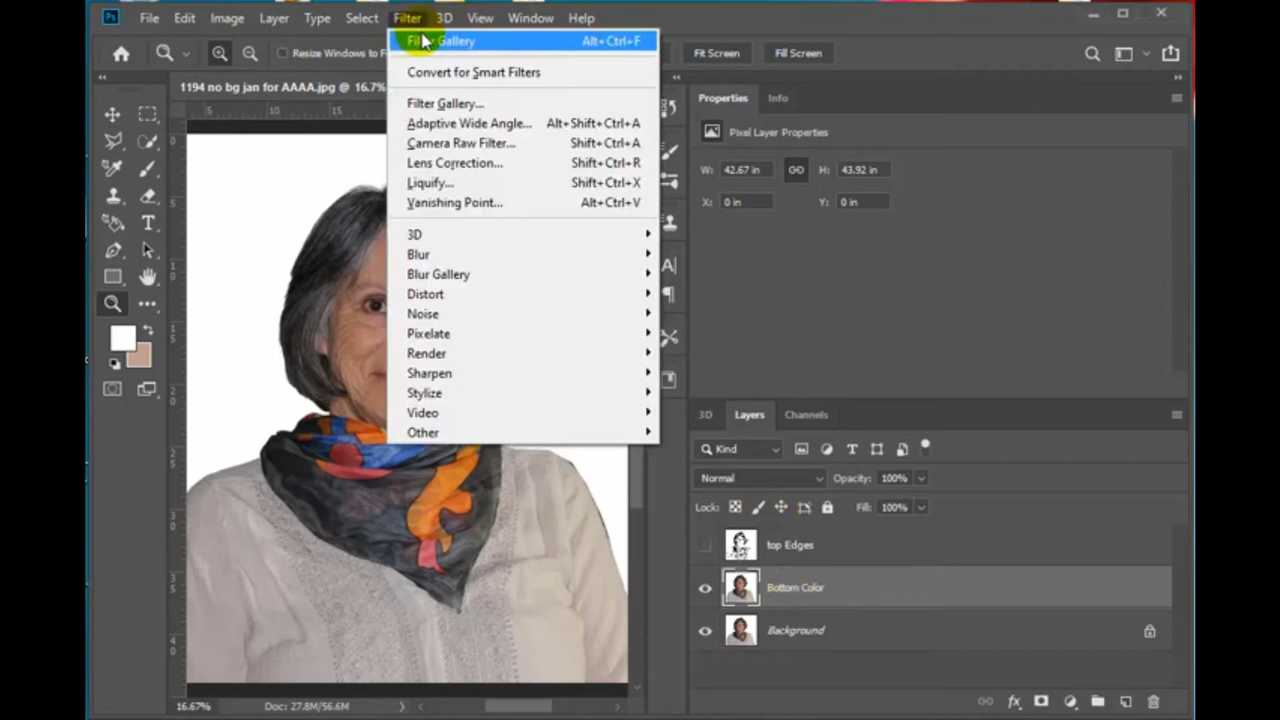 Ps File Edit Image Layer Type Select Filter 3D View Window Help
Resize Windows to Fit Screen Fill Screen
1194 no bg jan for AAAA.jpg @ 16.7%
5 10 15
Filter Gallery Alt+Ctrl+F
Convert for Smart Filters
Filter Gallery...
Adaptive Wide Angle... Alt+Shift+Ctrl+A
Camera Raw Filter... Shift+Ctrl+A
Lens Correction... Shift+Ctrl+R
Liquify... Shift+Ctrl+X
Vanishing Point... Alt+Ctrl+V
3D
Blur
Blur Gallery
Distort
Noise
Pixelate
Render
Sharpen
Stylize
Video
Other
Properties Info
Pixel Layer Properties
W: 42.67 in H: 43.92 in
X: 0 in Y: 0 in
3D Layers Channels
Kind
Normal Opacity: 100%
Lock: Fill: 100%
top Edges
Bottom Color
Background
16.67% Doc: 27.8M/56.6M